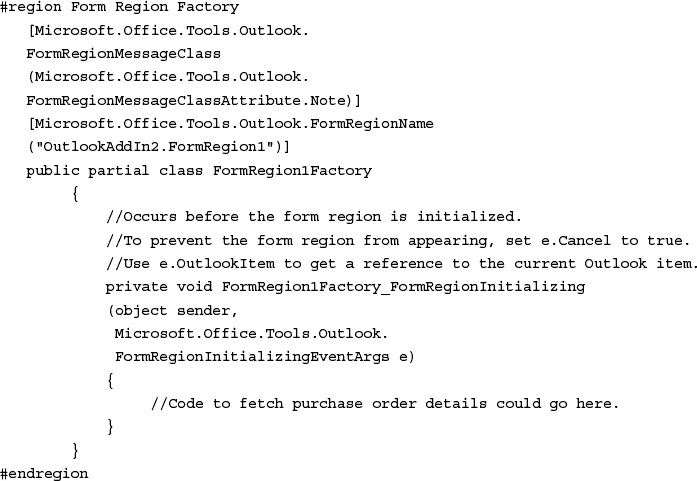 #region Form Region Factory
[Microsoft.Office.Tools.Outlook.
FormRegionMessageClass
(Microsoft.Office.Tools.Outlook.
FormRegionMessageClassAttribute.Note)]
[Microsoft.Office.Tools.Outlook.FormRegionName
("OutlookAddIn2.FormRegion1")]
public partial class FormRegion1Factory
{
//Occurs before the form region is initialized.
//To prevent the form region from appearing, set e.Cancel to true.
//Use e.OutlookItem to get a reference to the current Outlook item.
private void FormRegion1Factory_FormRegionInitializing
(object sender,
Microsoft.Office.Tools.Outlook.
FormRegionInitializingEventArgs e)
{
//Code to fetch purchase order details could go here.
}
}
#endregion